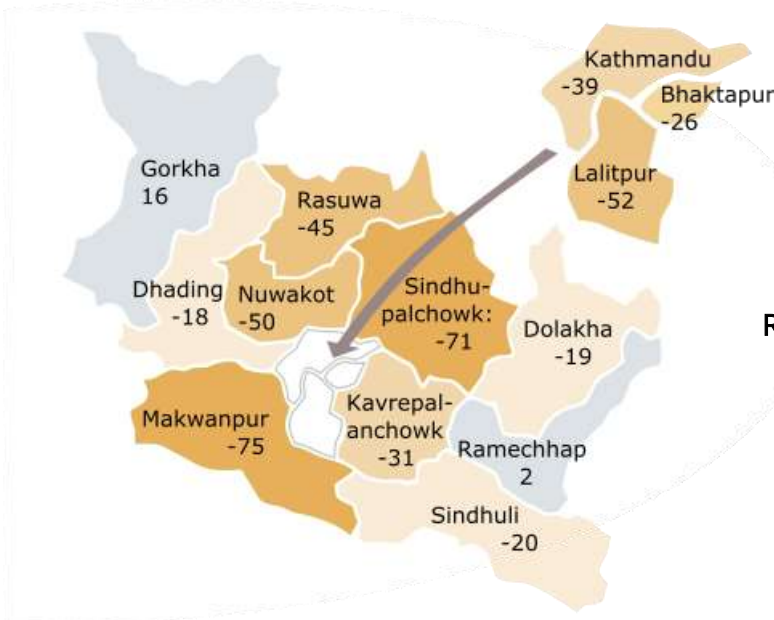 Kathmandu
-39
Bhaktapur
-26
Lalitpur
-52
Gorkha
16
Rasuwa
-45
Dhading
-18
Nuwakot
-50
Sindhu-
palchowk:
-71
Dolakha
-19
R
Makwanpur
-75
Kavrepal-
anchowk
-31
Ramechhap
2
Sindhuli
-20